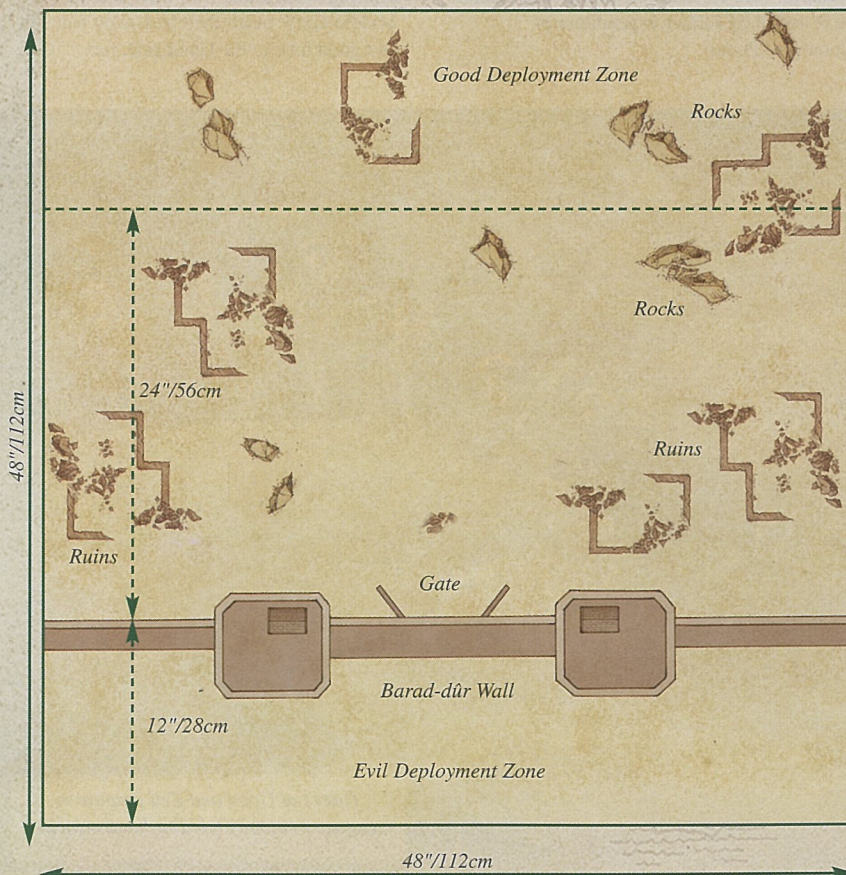 Good Deployment Zone
Rocks
Rocks
24"/56cm
48"/112cm
Ruins
Ruins
Gate
Barad-dûr Wall
12"/28cm
Evil Deployment Zone
48"/112cm